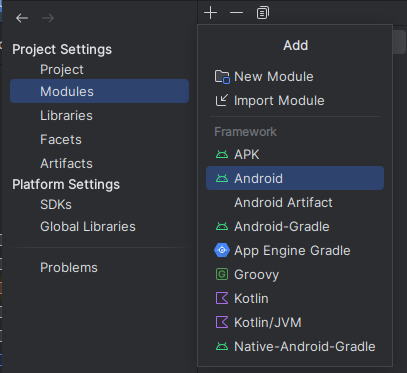 Project Settings
Project
Modules
Libraries
Facets
Artifacts
Platform Settings
SDKs
Global Libraries
Problems
Add
New Module
Import Module
Framework
APK
Android
Android Artifact
Android-Gradle
App Engine Gradle
Groovy
Kotlin
Kotlin/JVM
Native-Android-Gradle